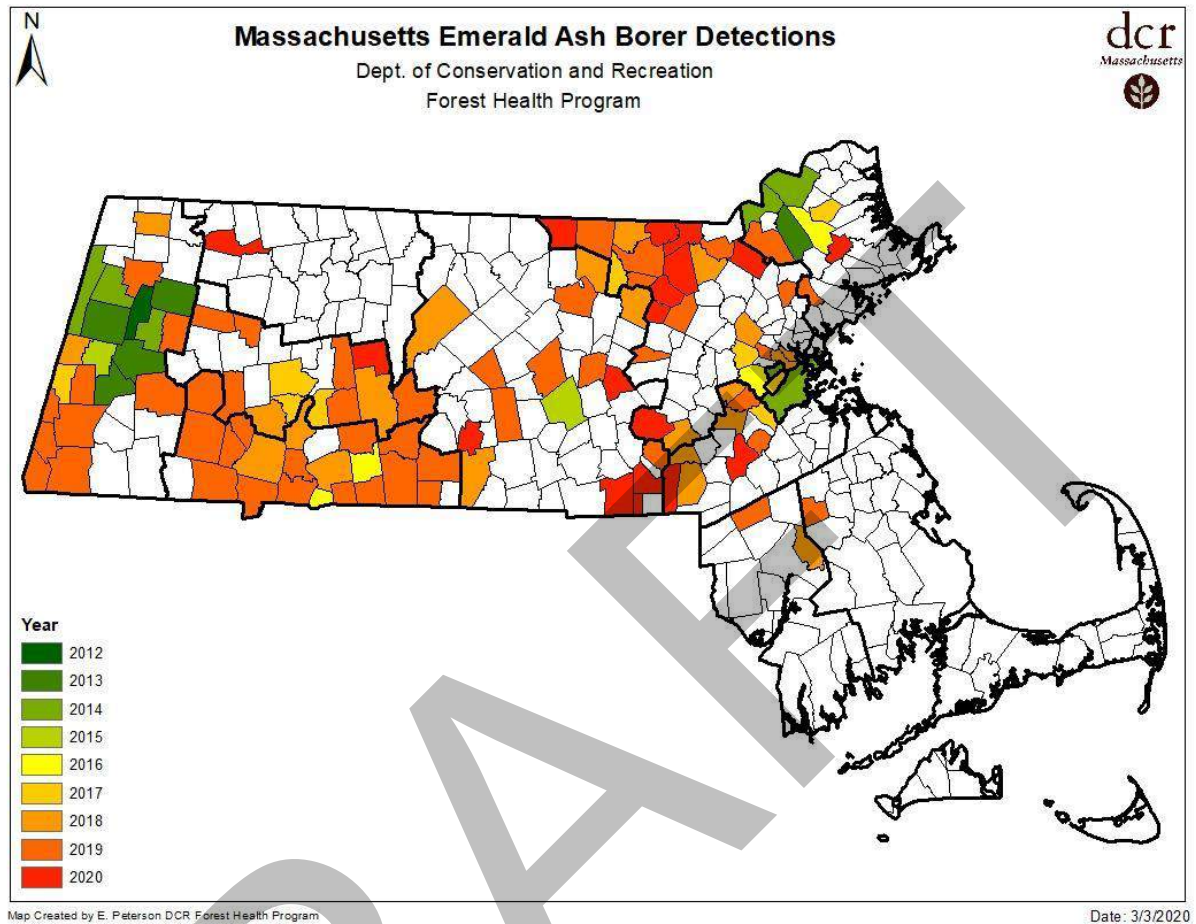 N
Massachusetts Emerald Ash Borer Detections
Dept. of Conservation and Recreation
Forest Health Program
dcr
Massachusetts
DRAFT
Year
2012
2013
2014
2015
2016
2017
2018
2019
2020
Map Created by E. Peterson DCR Forest Health Program
Date: 3/3/2020